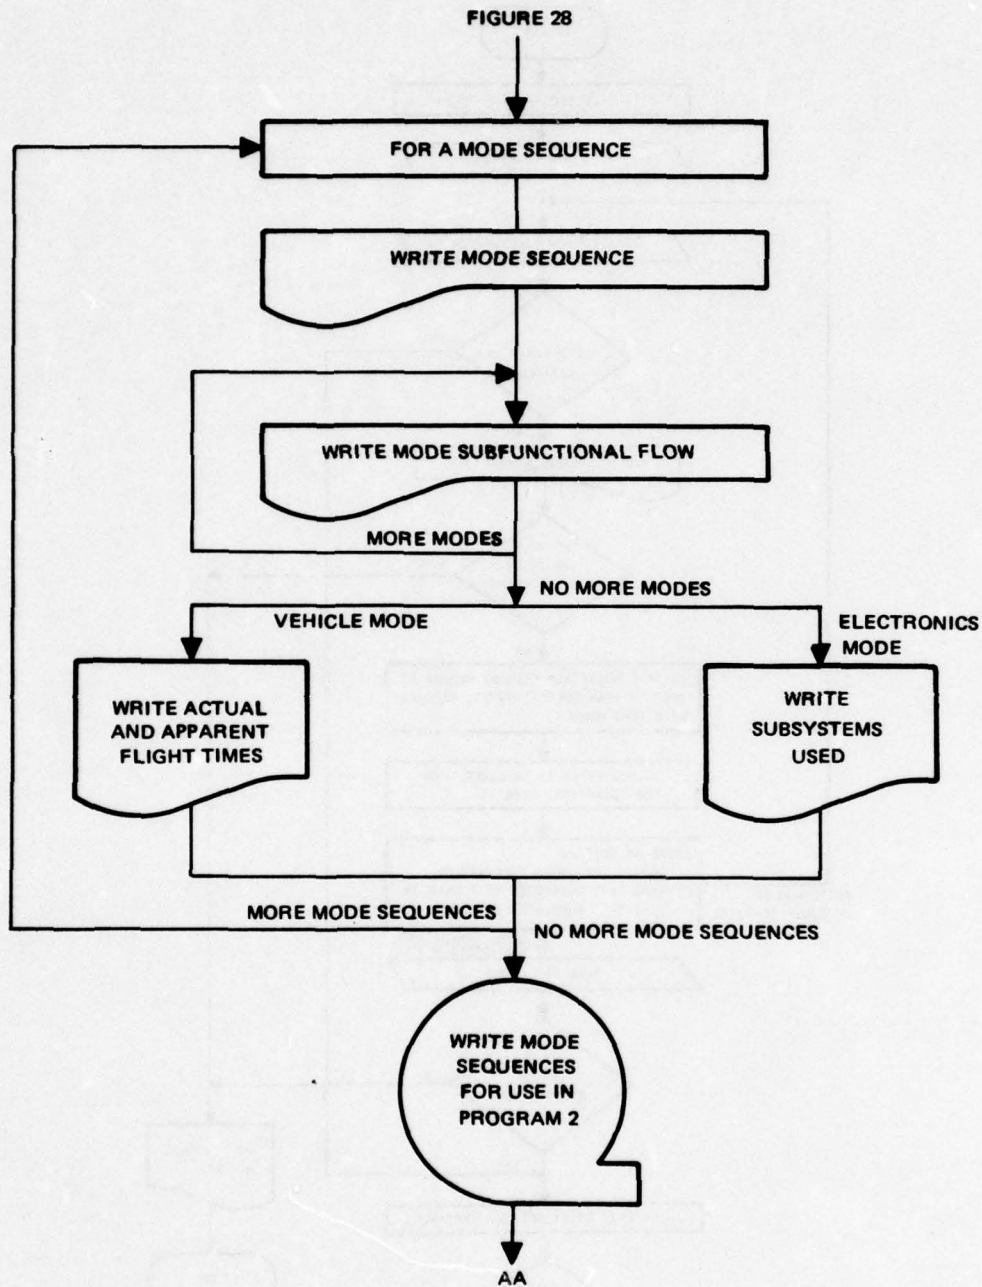 FIGURE 28
FOR A MODE SEQUENCE
WRITE MODE SEQUENCE
WRITE MODE SUBFUNCTIONAL FLOW
MORE MODES
NO MORE MODES
VEHICLE MODE
ELECTRONICS
MODE
WRITE ACTUAL
AND APPARENT
FLIGHT TIMES
WRITE
SUBSYSTEMS
USED
MORE MODE SEQUENCES
NO MORE MODE SEQUENCES
WRITE MODE
SEQUENCES
FOR USE IN
PROGRAM 2
AA